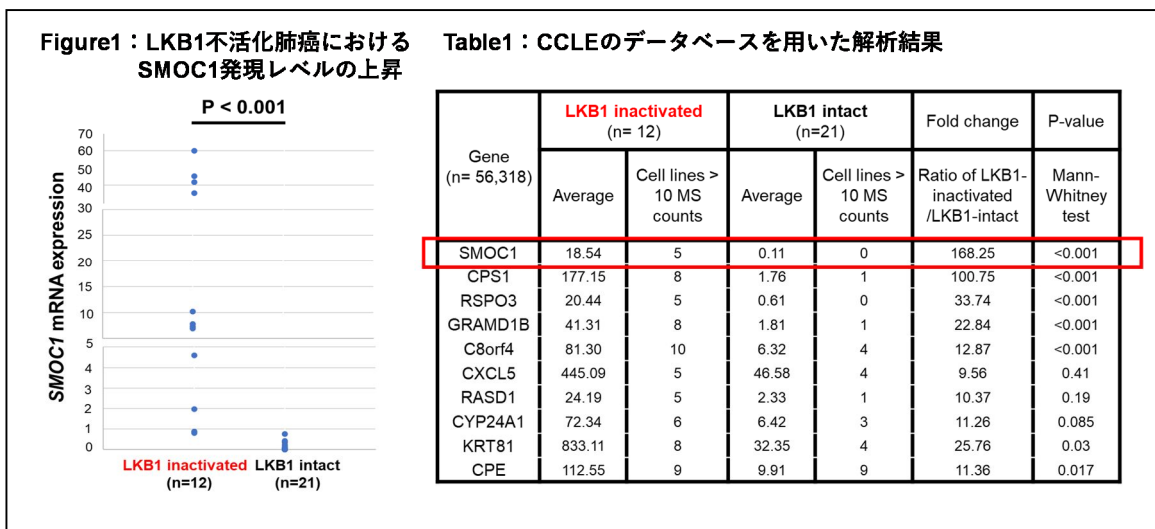 Figure1：LKB1不活化肺癌における
SMOC1発現レベルの上昇
P < 0.001
SMOC1 mRNA expression
70
60
50
40
30
25
20
15
10
5
4
3
2
1
0
LKB1 inactivated LKB1 intact
(n=12) (n=21)
Table1：CCLEのデータベースを用いた解析結果
Gene
(n= 56,318)
LKB1 inactivated
(n= 12)
LKB1 intact
(n=21)
Fold change
P-value
Average
Cell lines >
10 MS
counts
Average
Cell lines >
10 MS
counts
Ratio of LKB1-
inactivated
/LKB1-intact
Mann-
Whitney
test
SMOC1 18.54 5 0.11 0 168.25 <0.001
CPS1 177.15 8 1.76 1 100.75 <0.001
RSPO3 20.44 5 0.61 0 33.74 <0.001
GRAMD1B 41.31 8 1.81 1 22.84 <0.001
C8orf4 81.30 10 6.32 4 12.87 <0.001
CXCL5 445.09 5 46.58 4 9.56 0.41
RASD1 24.19 5 2.33 1 10.37 0.19
CYP24A1 72.34 6 6.42 3 11.26 0.085
KRT81 833.11 8 32.35 4 25.76 0.03
CPE 112.55 9 9.91 9 11.36 0.017